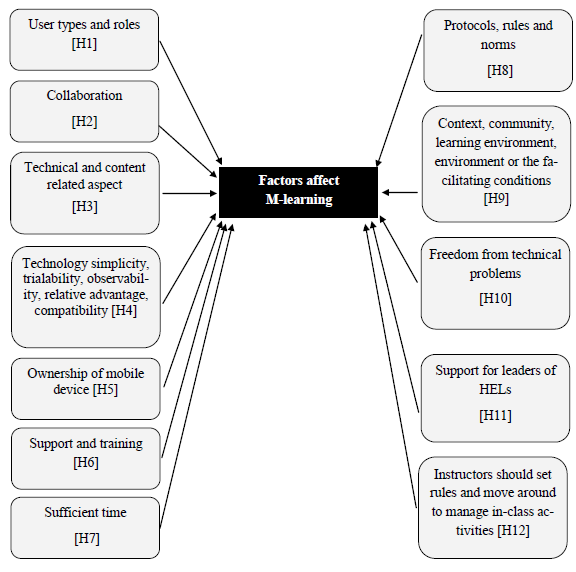 User types and roles
[H1]
Collaboration
[H2]
Technical and content
related aspect
[H3]
Technology simplicity,
trialability, observabil-
ity, relative advantage,
compatibility [H4]
Ownership of mobile
device [H5]
Support and training
[H6]
Sufficient time
[H7]
Factors affect
M-learning
Protocols, rules and
norms
[H8]
Context, community,
learning environment,
environment or the fa-
cilitating conditions
[H9]
Freedom from technical
problems
[H10]
Support for leaders of
HELs
[H11]
Instructors should set
rules and move around
to manage in-class ac-
tivities [H12]